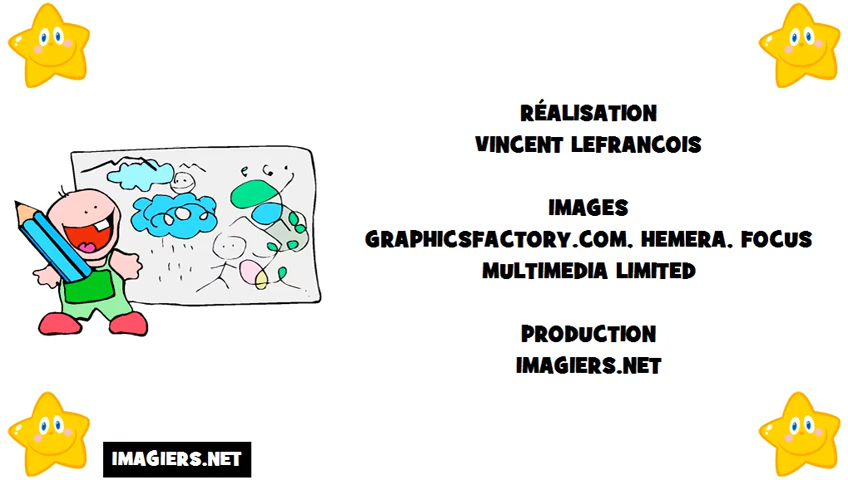 RÉALISATION
VINCENT LEFRANCOIS
IMAGES
GRAPHICSFACTORY.COM, HEMERA, FOCUS
MULTIMEDIA LIMITED
PRODUCTION
IMAGIERS.NET
IMAGIERS.NET